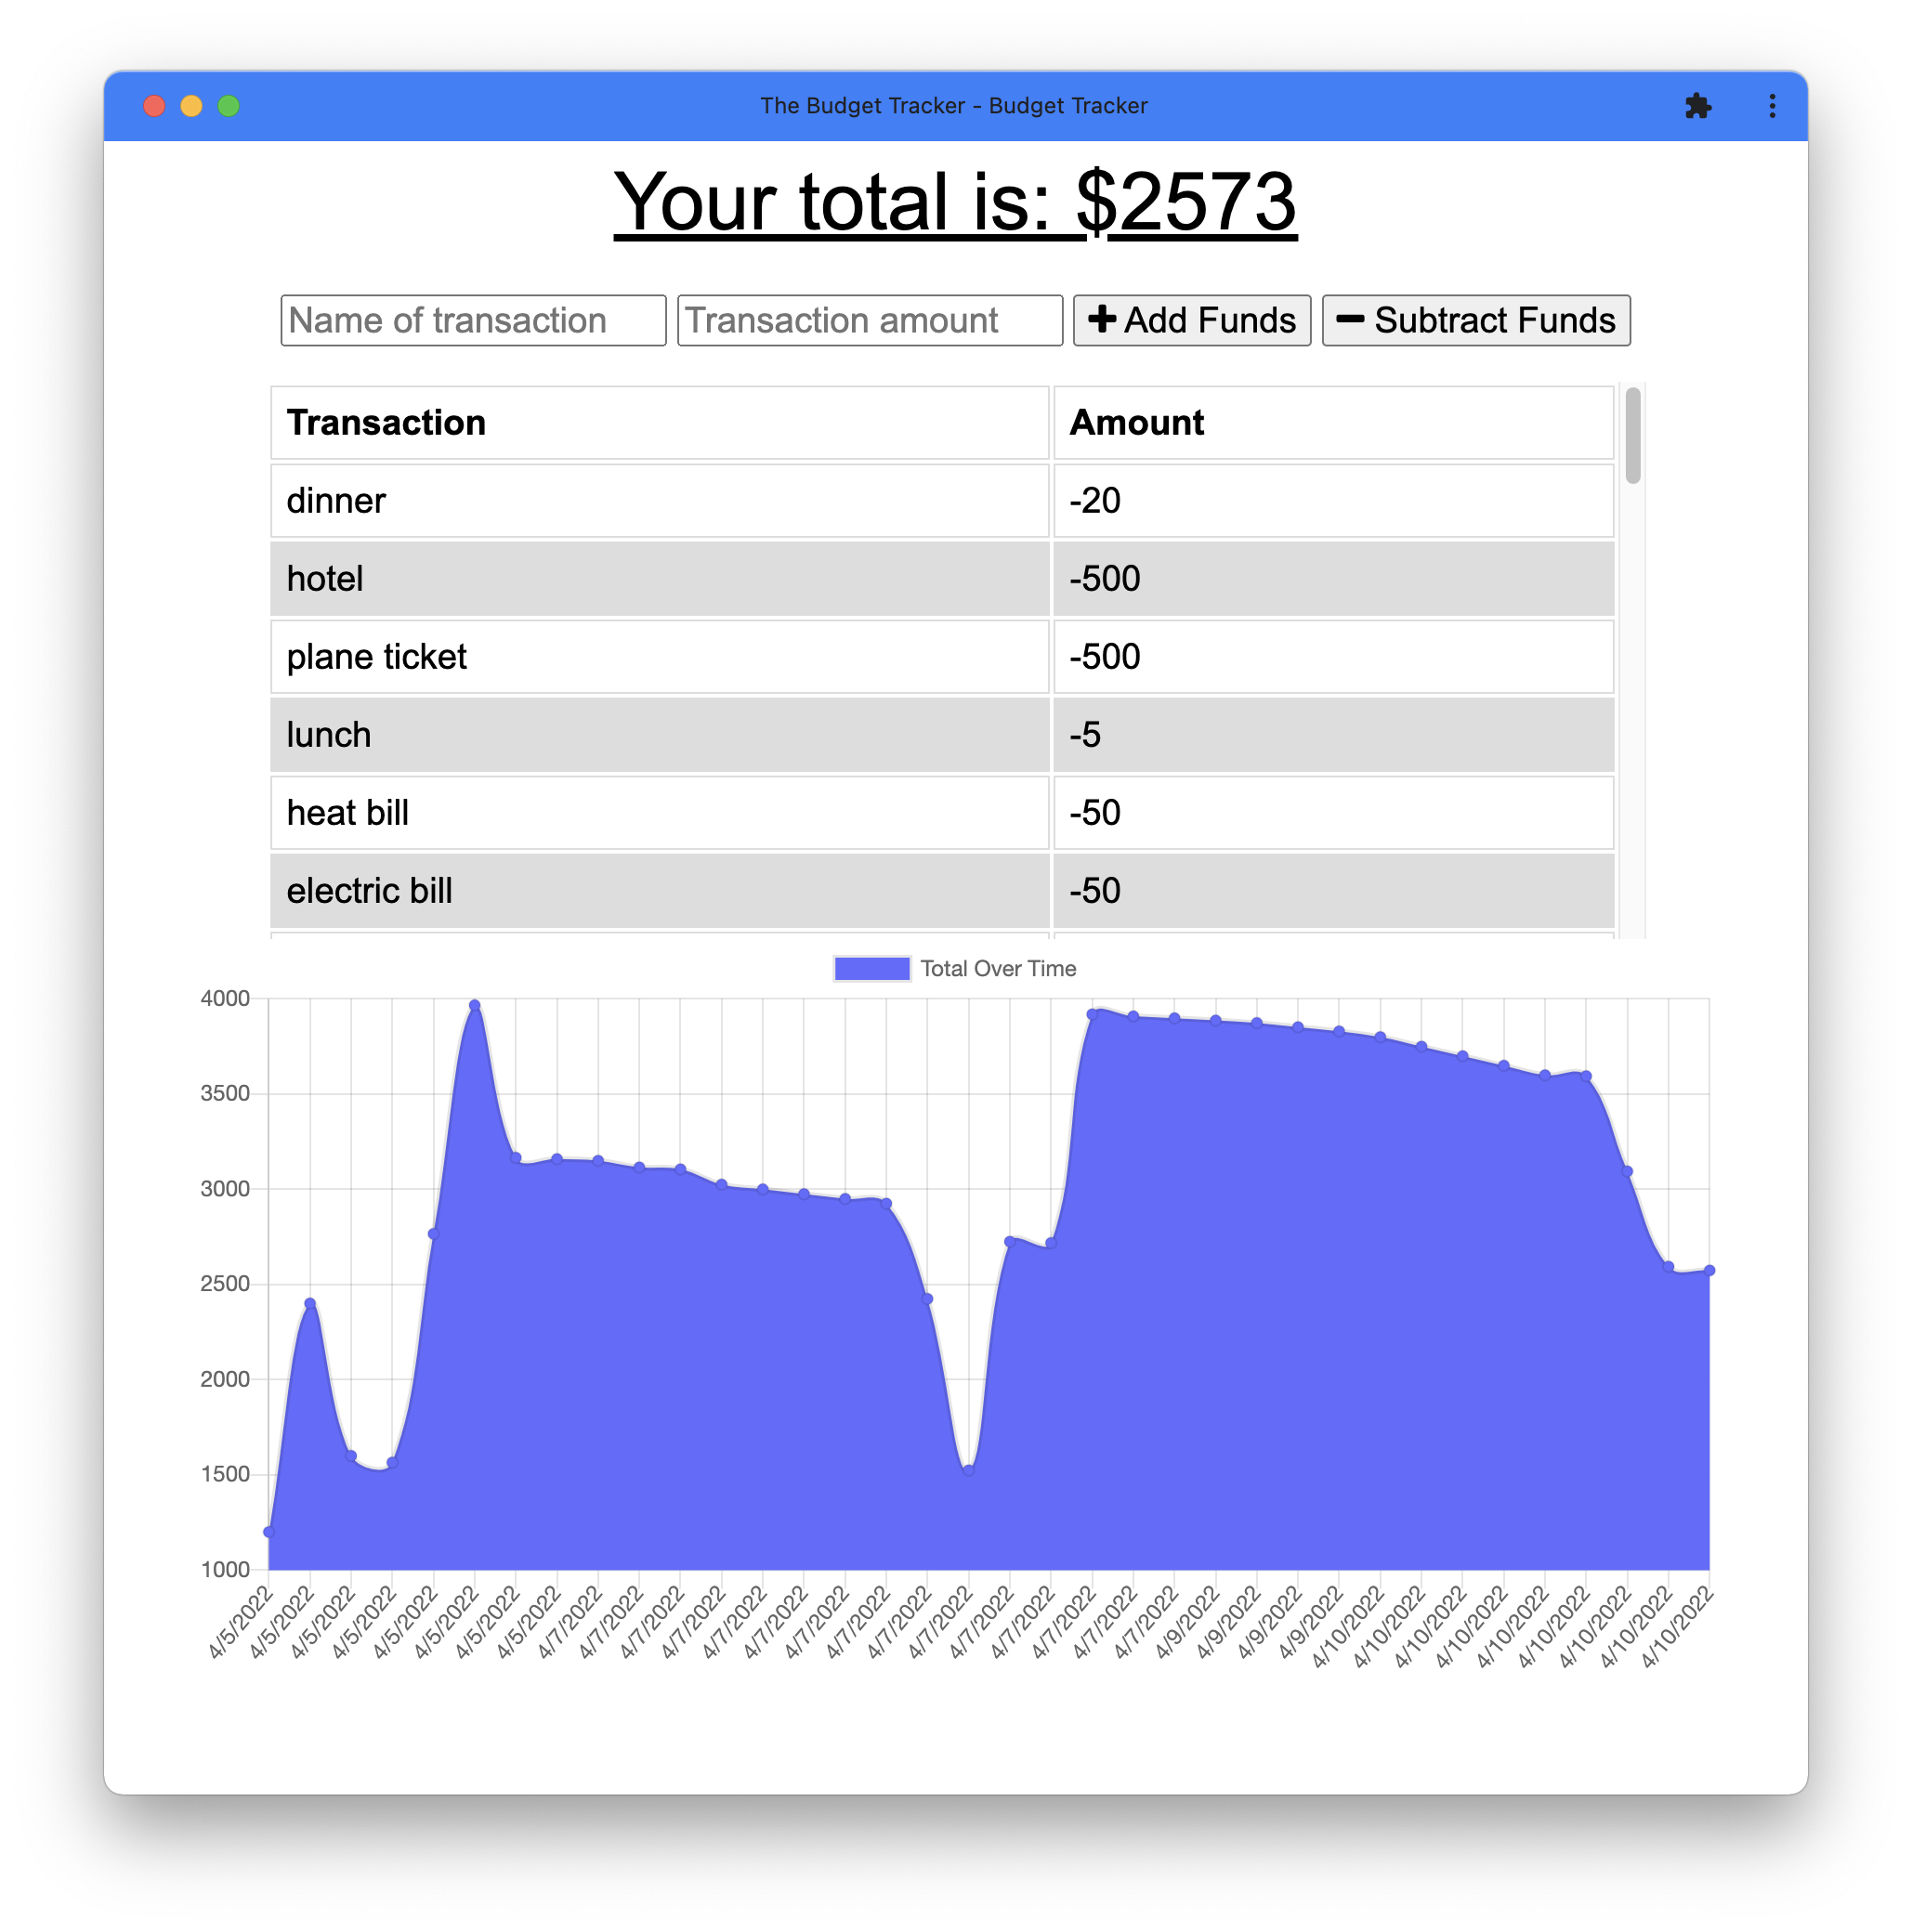 The Budget Tracker - Budget Tracker
Your total is: $2573
Name of transaction Transaction amount Add Funds Subtract Funds
Transaction Amount
dinner -20
hotel -500
plane ticket -500
lunch -5
heat bill -50
electric bill -50
Total Over Time
4000
3500
3000
2500
2000
1500
1000
4/5/2022 4/5/2022 4/5/2022 4/5/2022 4/5/2022 4/5/2022 4/5/2022 4/5/2022 4/7/2022 4/7/2022 4/7/2022 4/7/2022 4/7/2022 4/7/2022 4/7/2022 4/7/2022 4/7/2022 4/7/2022 4/7/2022 4/7/2022 4/7/2022 4/7/2022 4/7/2022 4/9/2022 4/9/2022 4/9/2022 4/9/2022 4/10/2022 4/10/2022 4/10/2022 4/10/2022 4/10/2022 4/10/2022 4/10/2022 4/10/2022 4/10/2022